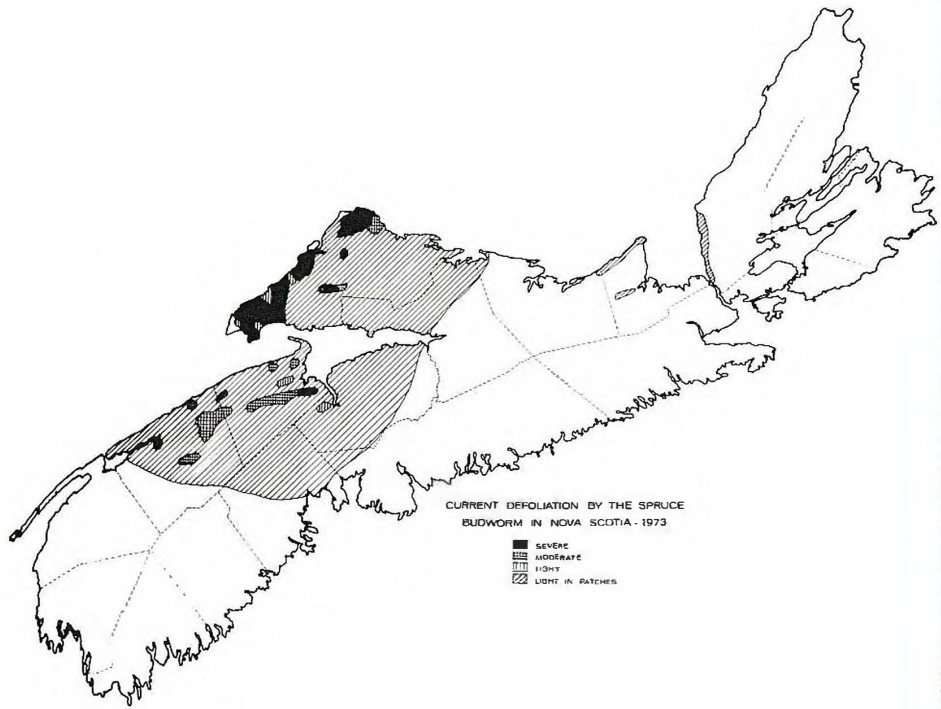 CURRENT DEFOLIATION BY THE SPRUCE
BUDWORM IN NOVA SCOTIA - 1973
SEVERE
MODERATE
LIGHT
LIGHT IN PATCHES